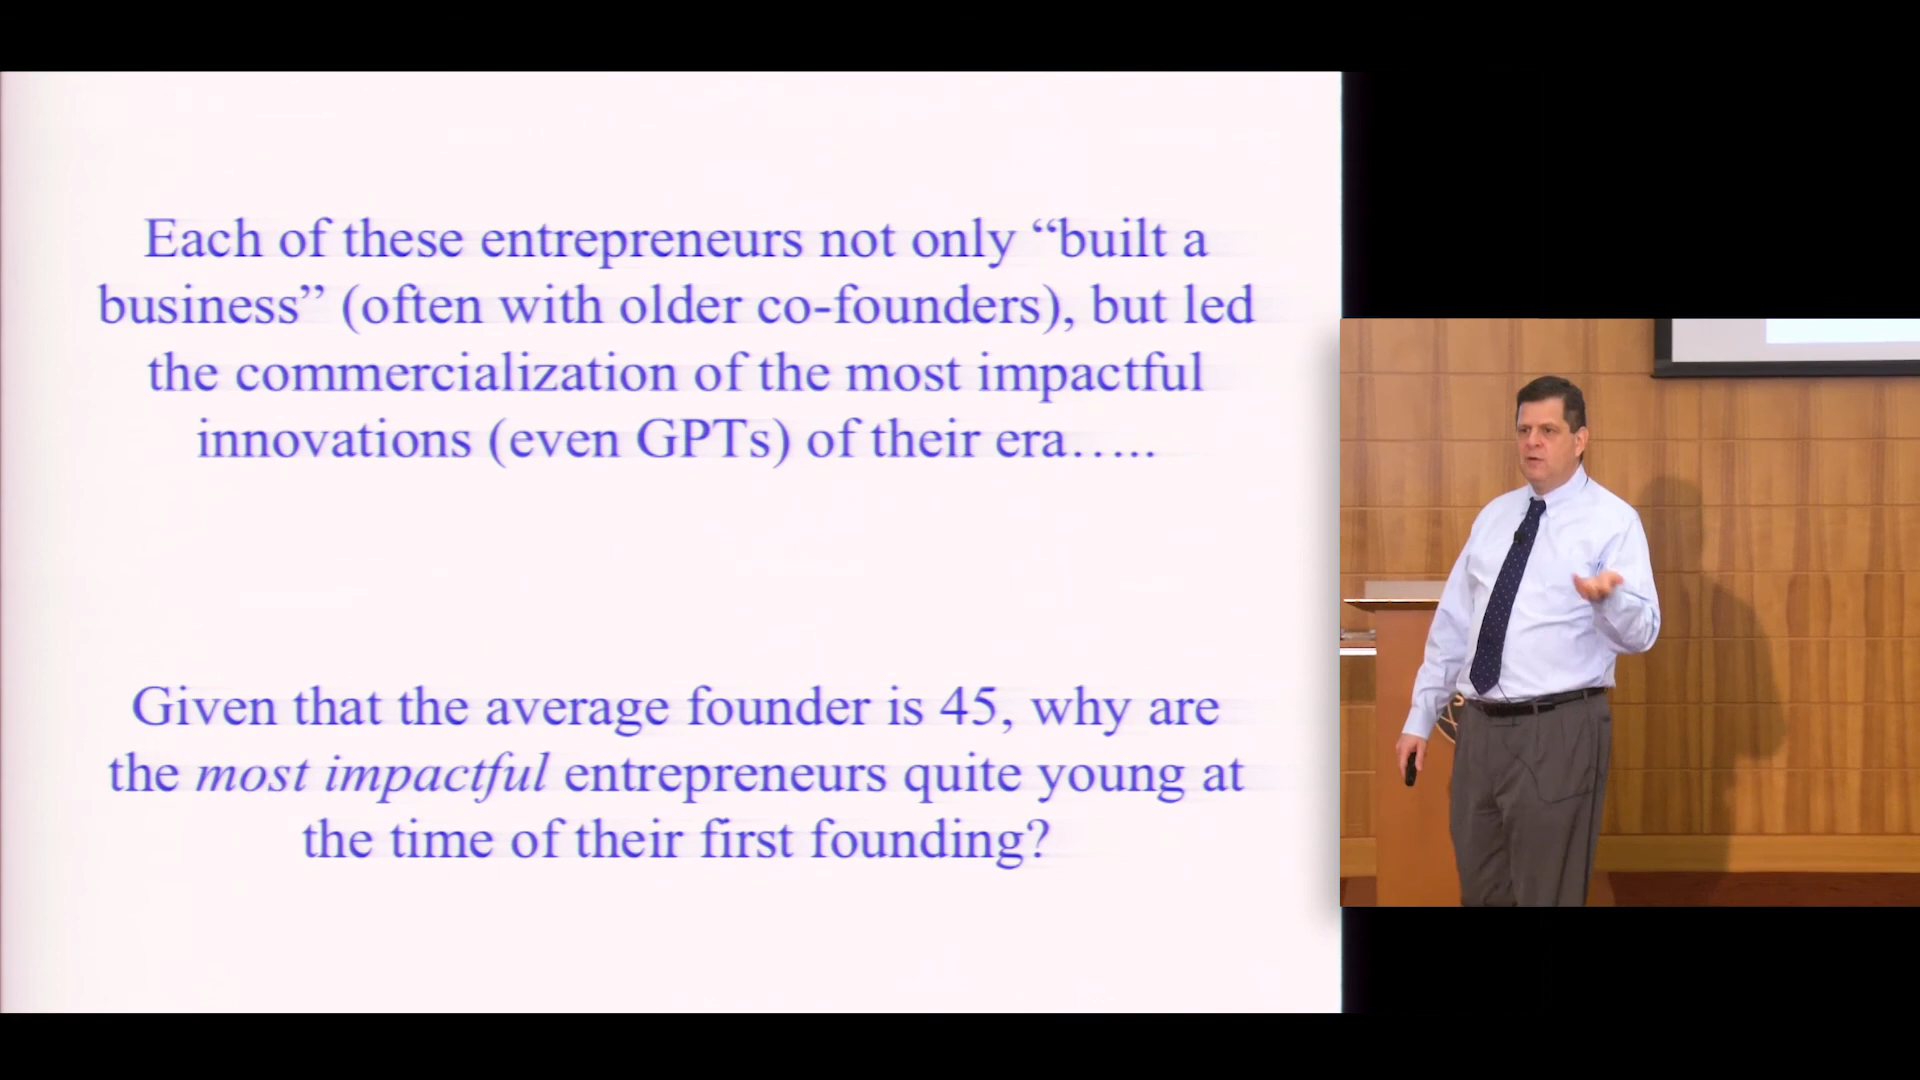 Each of these entrepreneurs not only “built a
business” (often with older co-founders), but led
the commercialization of the most impactful
innovations (even GPTs) of their era.....
Given that the average founder is 45, why are
the most impactful entrepreneurs quite young at
the time of their first founding?